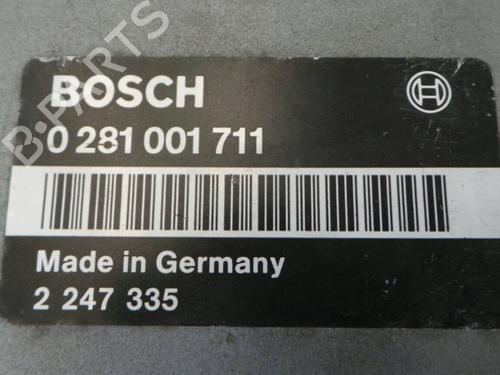 B-PARTS
BOSCH
0 281 001 711
Made in Germany
2 247 335